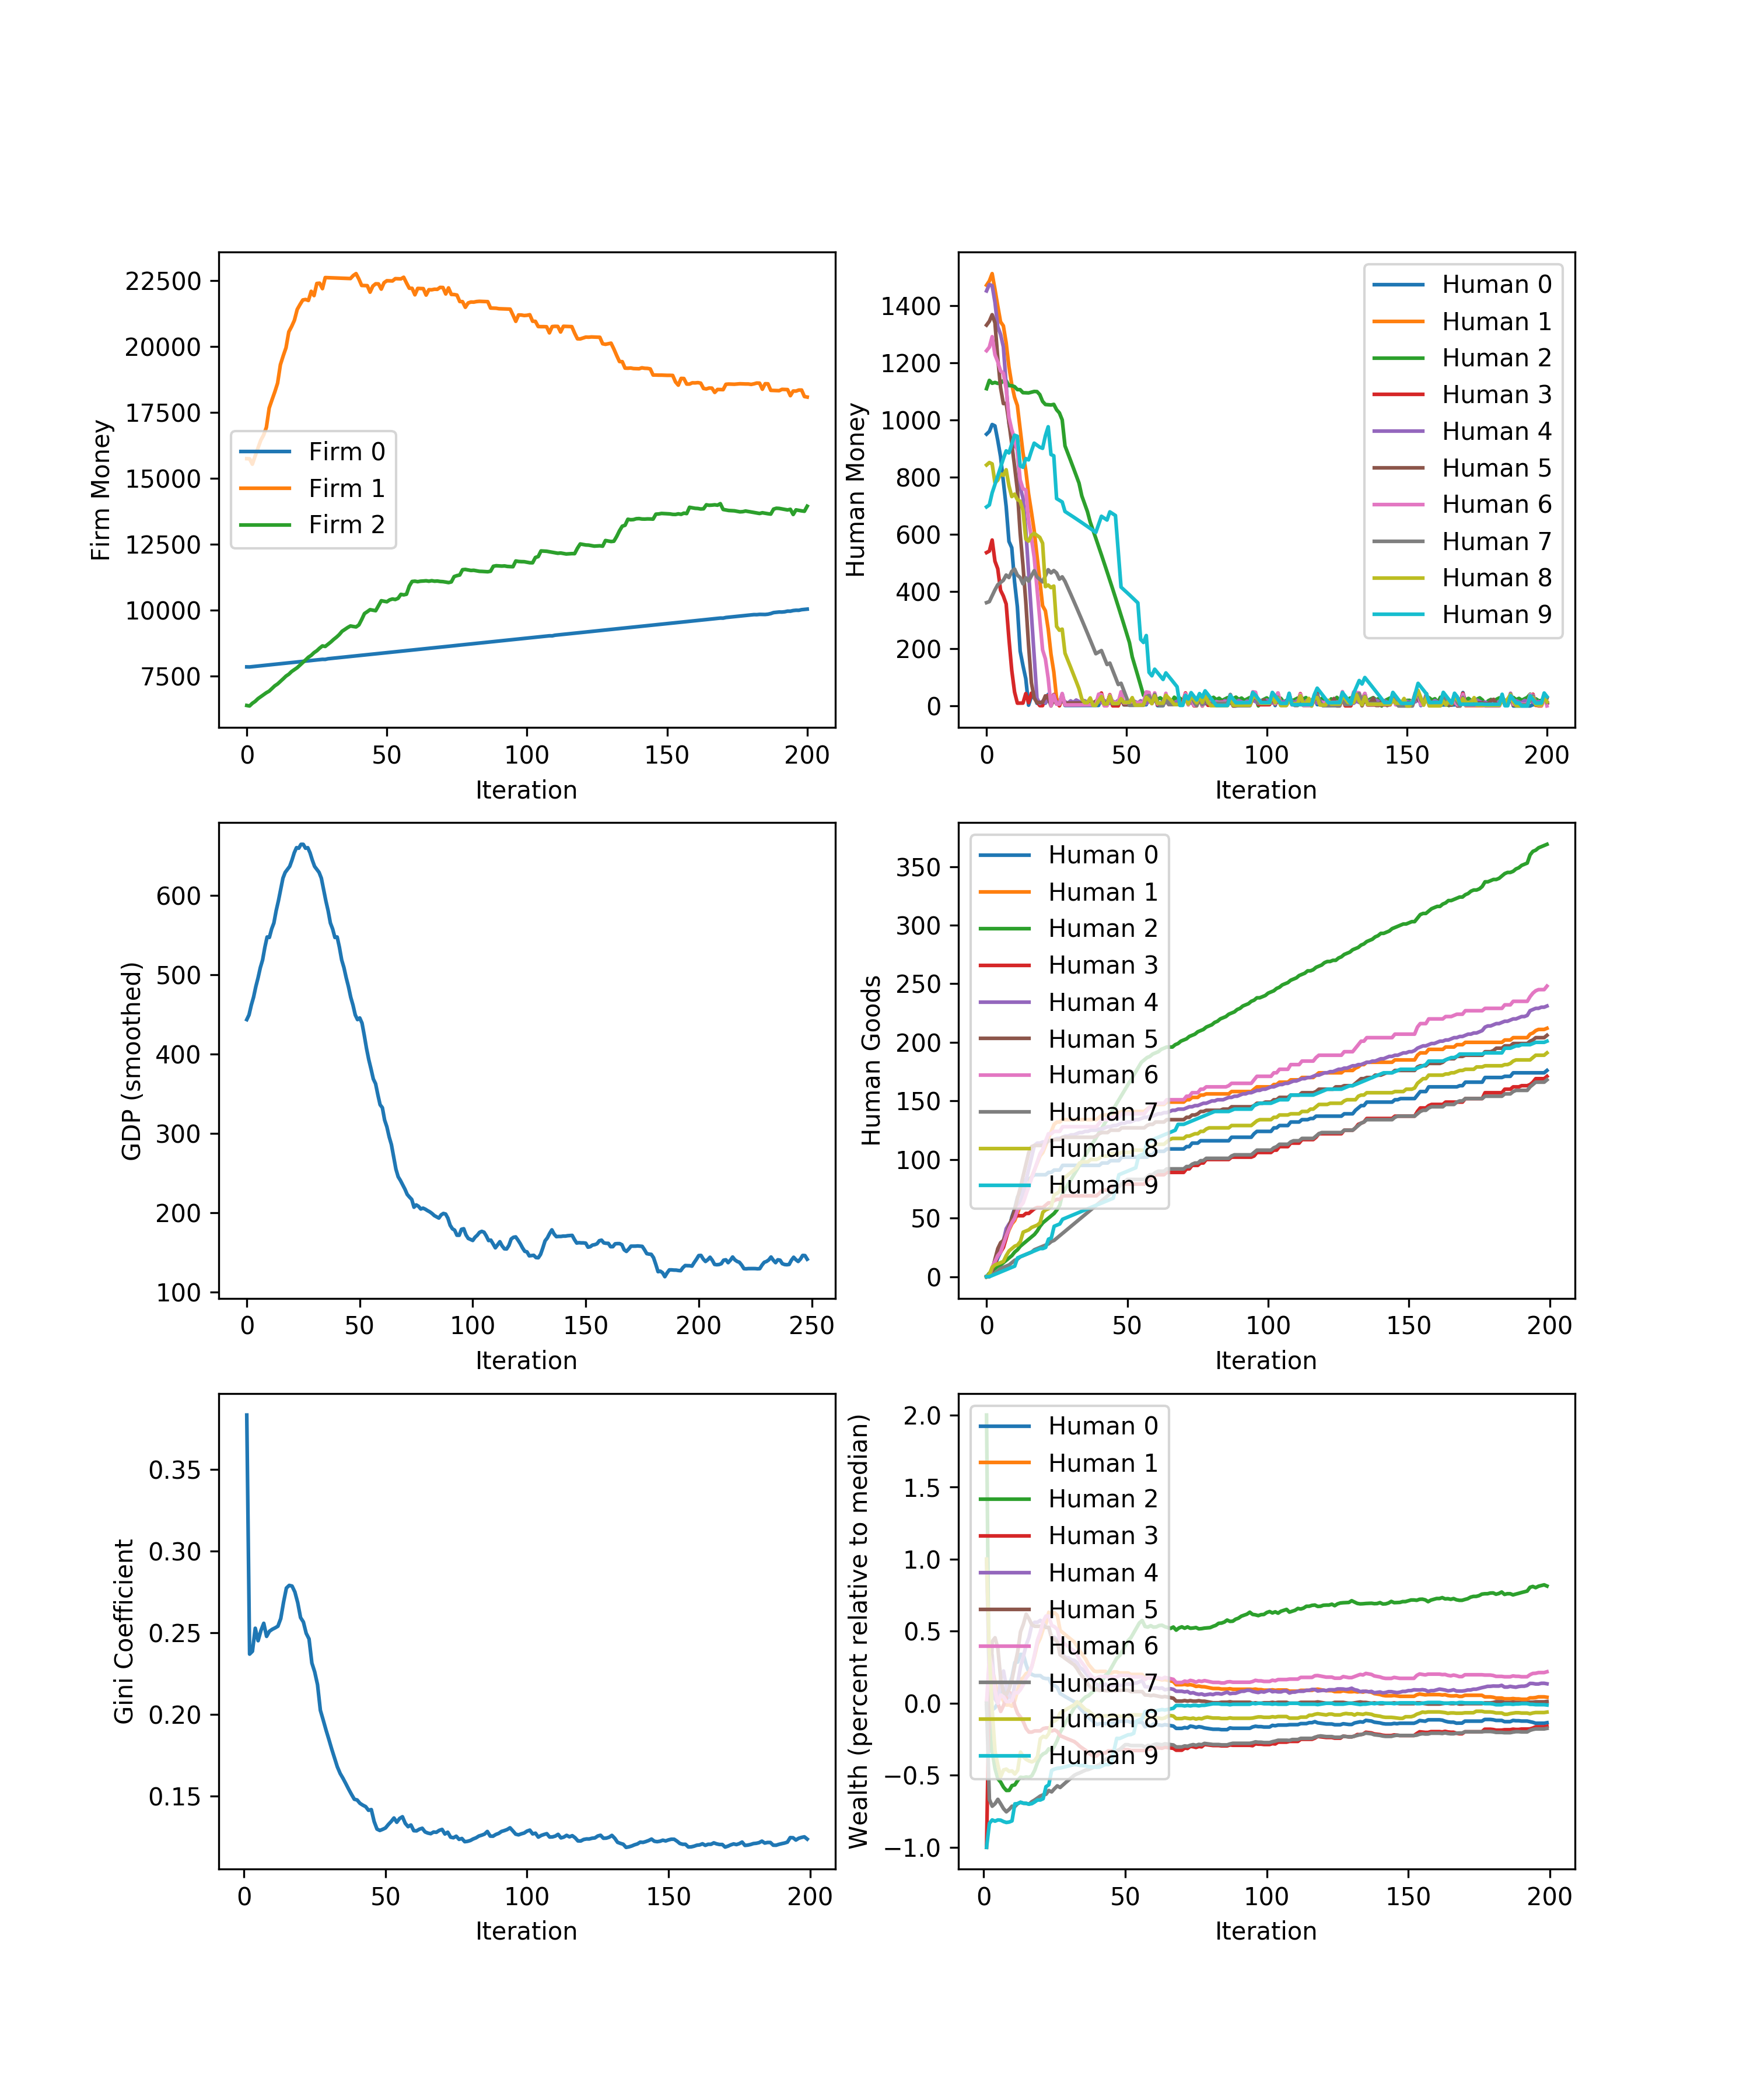 Firm Money
22500
20000
17500
15000
12500
10000
7500
Firm 0
Firm 1
Firm 2
0 50 100 150 200
Iteration
Human Money
1400
1200
1000
800
600
400
200
0
Human 0
Human 1
Human 2
Human 3
Human 4
Human 5
Human 6
Human 7
Human 8
Human 9
0 50 100 150 200
Iteration
GDP (smoothed)
600
500
400
300
200
100
0 50 100 150 200 250
Iteration
Human Goods
350
300
250
200
150
100
50
0
Human 0
Human 1
Human 2
Human 3
Human 4
Human 5
Human 6
Human 7
Human 8
Human 9
0 50 100 150 200
Iteration
Gini Coefficient
0.35
0.30
0.25
0.20
0.15
0 50 100 150 200
Iteration
Wealth (percent relative to median)
2.0
1.5
1.0
0.5
0.0
−0.5
−1.0
Human 0
Human 1
Human 2
Human 3
Human 4
Human 5
Human 6
Human 7
Human 8
Human 9
0 50 100 150 200
Iteration